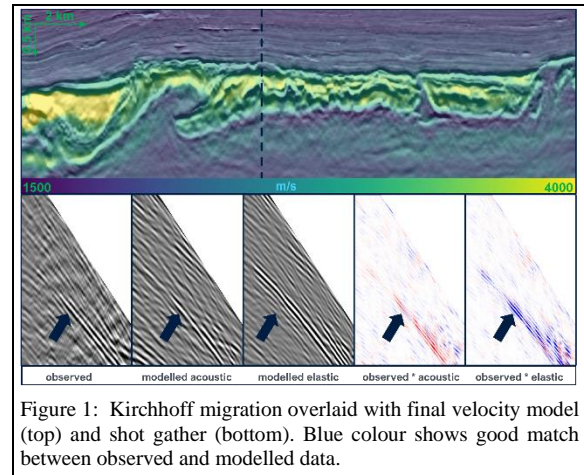 2 km
1500 m/s 4000
observed modelled acoustic modelled elastic observed * acoustic observed * elastic
Figure 1: Kirchhoff migration overlaid with final velocity model
(top) and shot gather (bottom). Blue colour shows good match
between observed and modelled data.